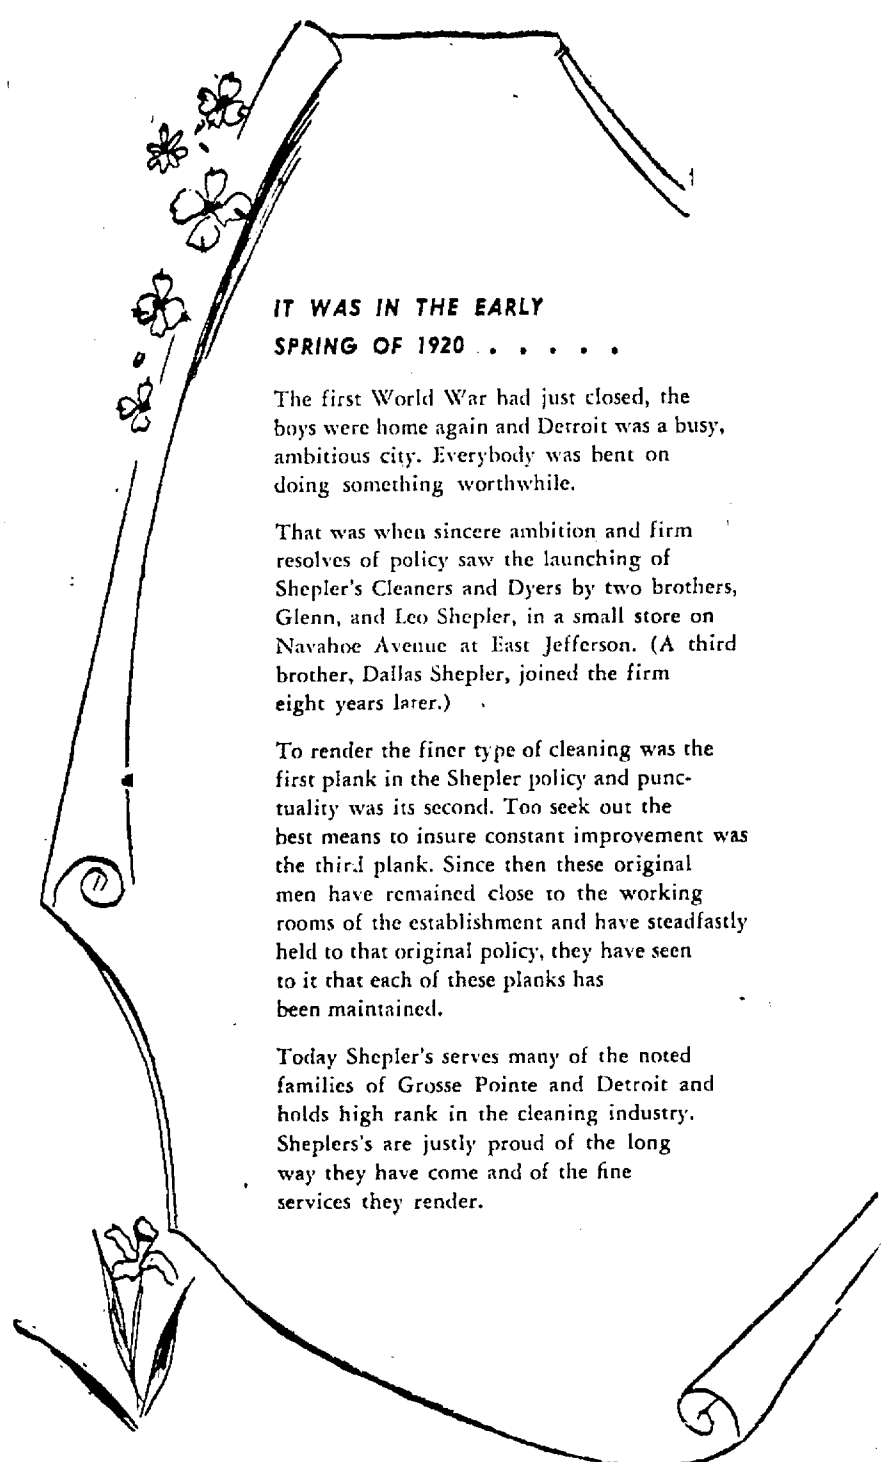 IT WAS IN THE EARLY
SPRING OF 1920 . . . . .
The first World War had just closed, the
boys were home again and Detroit was a busy,
ambitious city. Everybody was bent on
doing something worthwhile.
That was when sincere ambition and firm
resolves of policy saw the launching of
Shepler's Cleaners and Dyers by two brothers,
Glenn, and Leo Shepler, in a small store on
Navahoe Avenue at East Jefferson. (A third
brother, Dallas Shepler, joined the firm
eight years later.)
To render the finer type of cleaning was the
first plank in the Shepler policy and punc-
tuality was its second. Too seek out the
best means to insure constant improvement was
the third plank. Since then these original
men have remained close to the working
rooms of the establishment and have steadfastly
held to that original policy, they have seen
to it that each of these planks has
been maintained.
Today Shepler's serves many of the noted
families of Grosse Pointe and Detroit and
holds high rank in the cleaning industry.
Sheplers's are justly proud of the long
way they have come and of the fine
services they render.